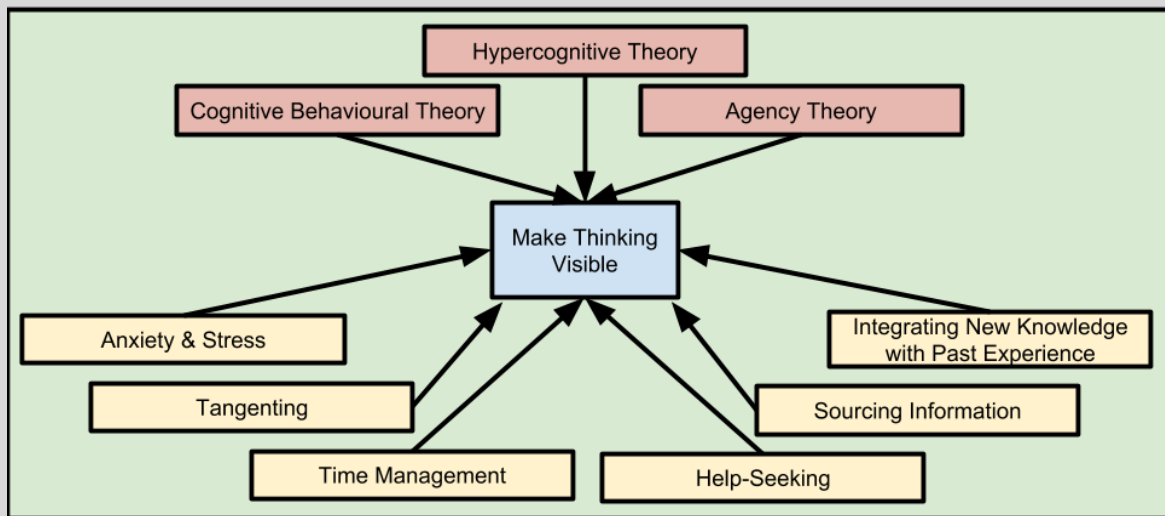 Hypercognitive Theory
Cognitive Behavioural Theory
Agency Theory
Make Thinking
Visible
Anxiety & Stress
Integrating New Knowledge
with Past Experience
Tangenting
Sourcing Information
Time Management
Help-Seeking